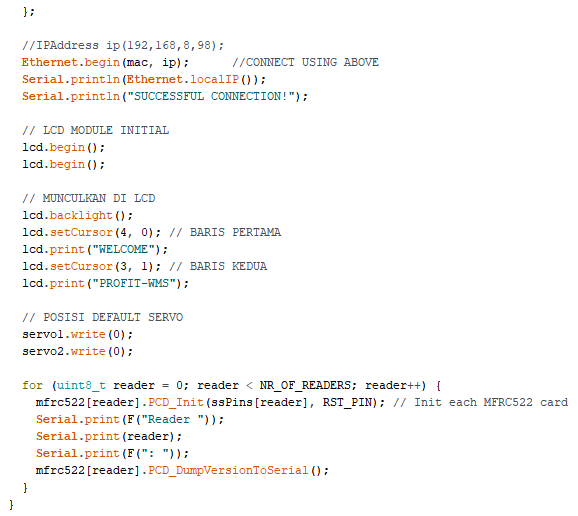 };

//IPAddress ip(192,168,8,98);
Ethernet.begin(mac, ip);      //CONNECT USING ABOVE
Serial.println(Ethernet.localIP());
Serial.println("SUCCESSFUL CONNECTION!");

// LCD MODULE INITIAL
lcd.begin();
lcd.begin();

// MUNCULKAN DI LCD
lcd.backlight();
lcd.setCursor(4, 0); // BARIS PERTAMA
lcd.print("WELCOME");
lcd.setCursor(3, 1); // BARIS KEDUA
lcd.print("PROFIT-WMS");

// POSISI DEFAULT SERVO
servo1.write(0);
servo2.write(0);

for (uint8_t reader = 0; reader < NR_OF_READERS; reader++) {
  mfrc522[reader].PCD_Init(ssPins[reader], RST_PIN); // Init each MFRC522 card
  Serial.print(F("Reader "));
  Serial.print(reader);
  Serial.print(F(": "));
  mfrc522[reader].PCD_DumpVersionToSerial();
}
}